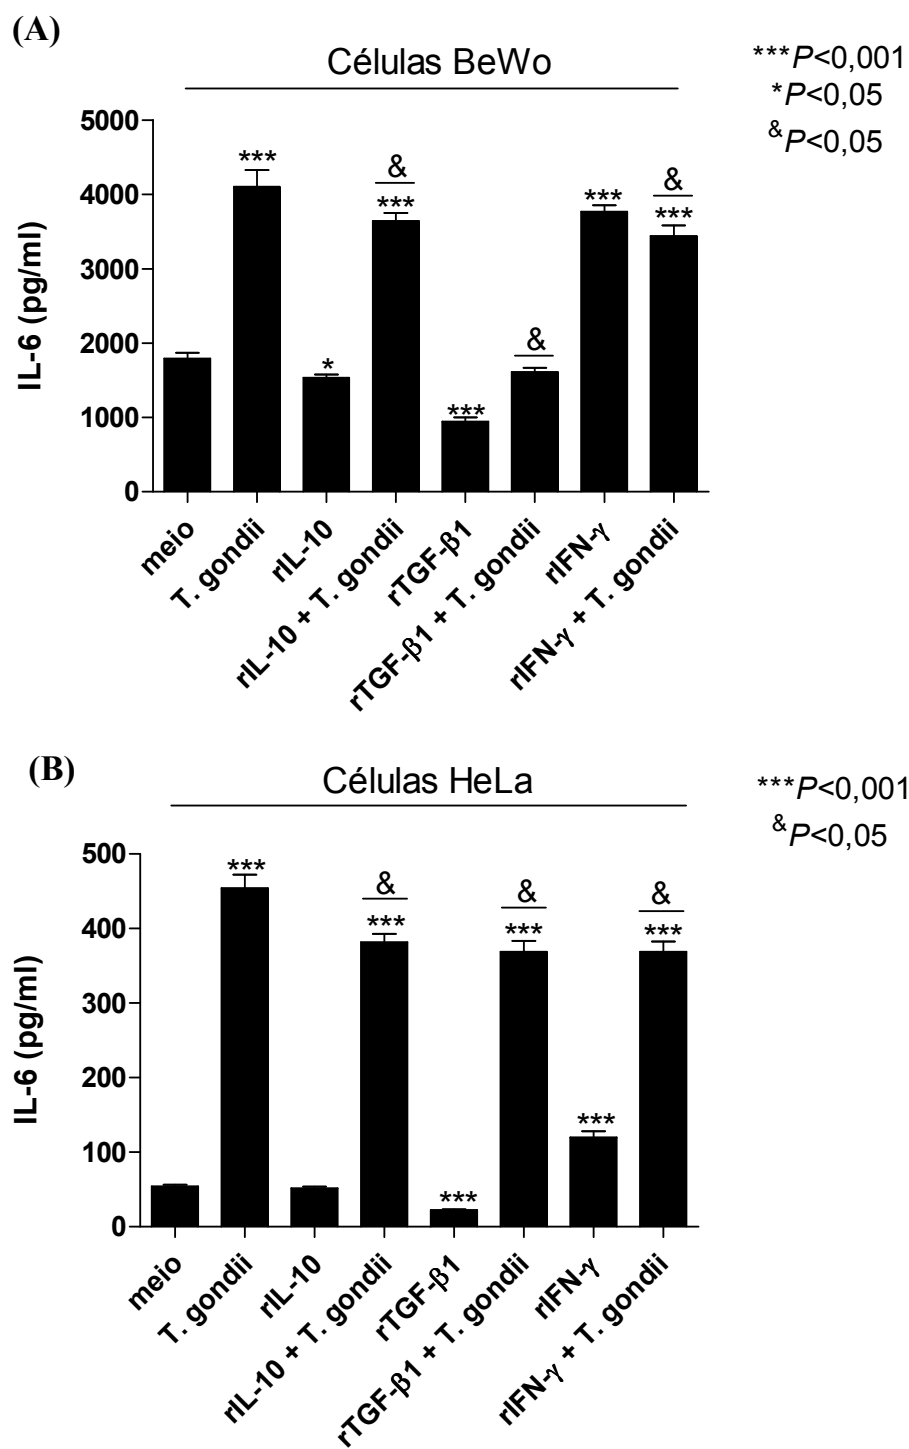 (A)
Células BeWo
***P<0,001
*P<0,05
&P<0,05
IL-6 (pg/ml)
5000
4000
3000
2000
1000
0
***
&
***
*
***
&
***
&
***
meio
T. gondii
rIL-10
rIL-10 + T. gondii
rTGF-β1
rTGF-β1 + T. gondii
rIFN-γ
rIFN-γ + T. gondii
(B)
Células HeLa
***P<0,001
&P<0,05
IL-6 (pg/ml)
500
400
300
200
100
0
***
&
***
***
&
***
***
&
***
meio
T. gondii
rIL-10
rIL-10 + T. gondii
rTGF-β1
rTGF-β1 + T. gondii
rIFN-γ
rIFN-γ + T. gondii